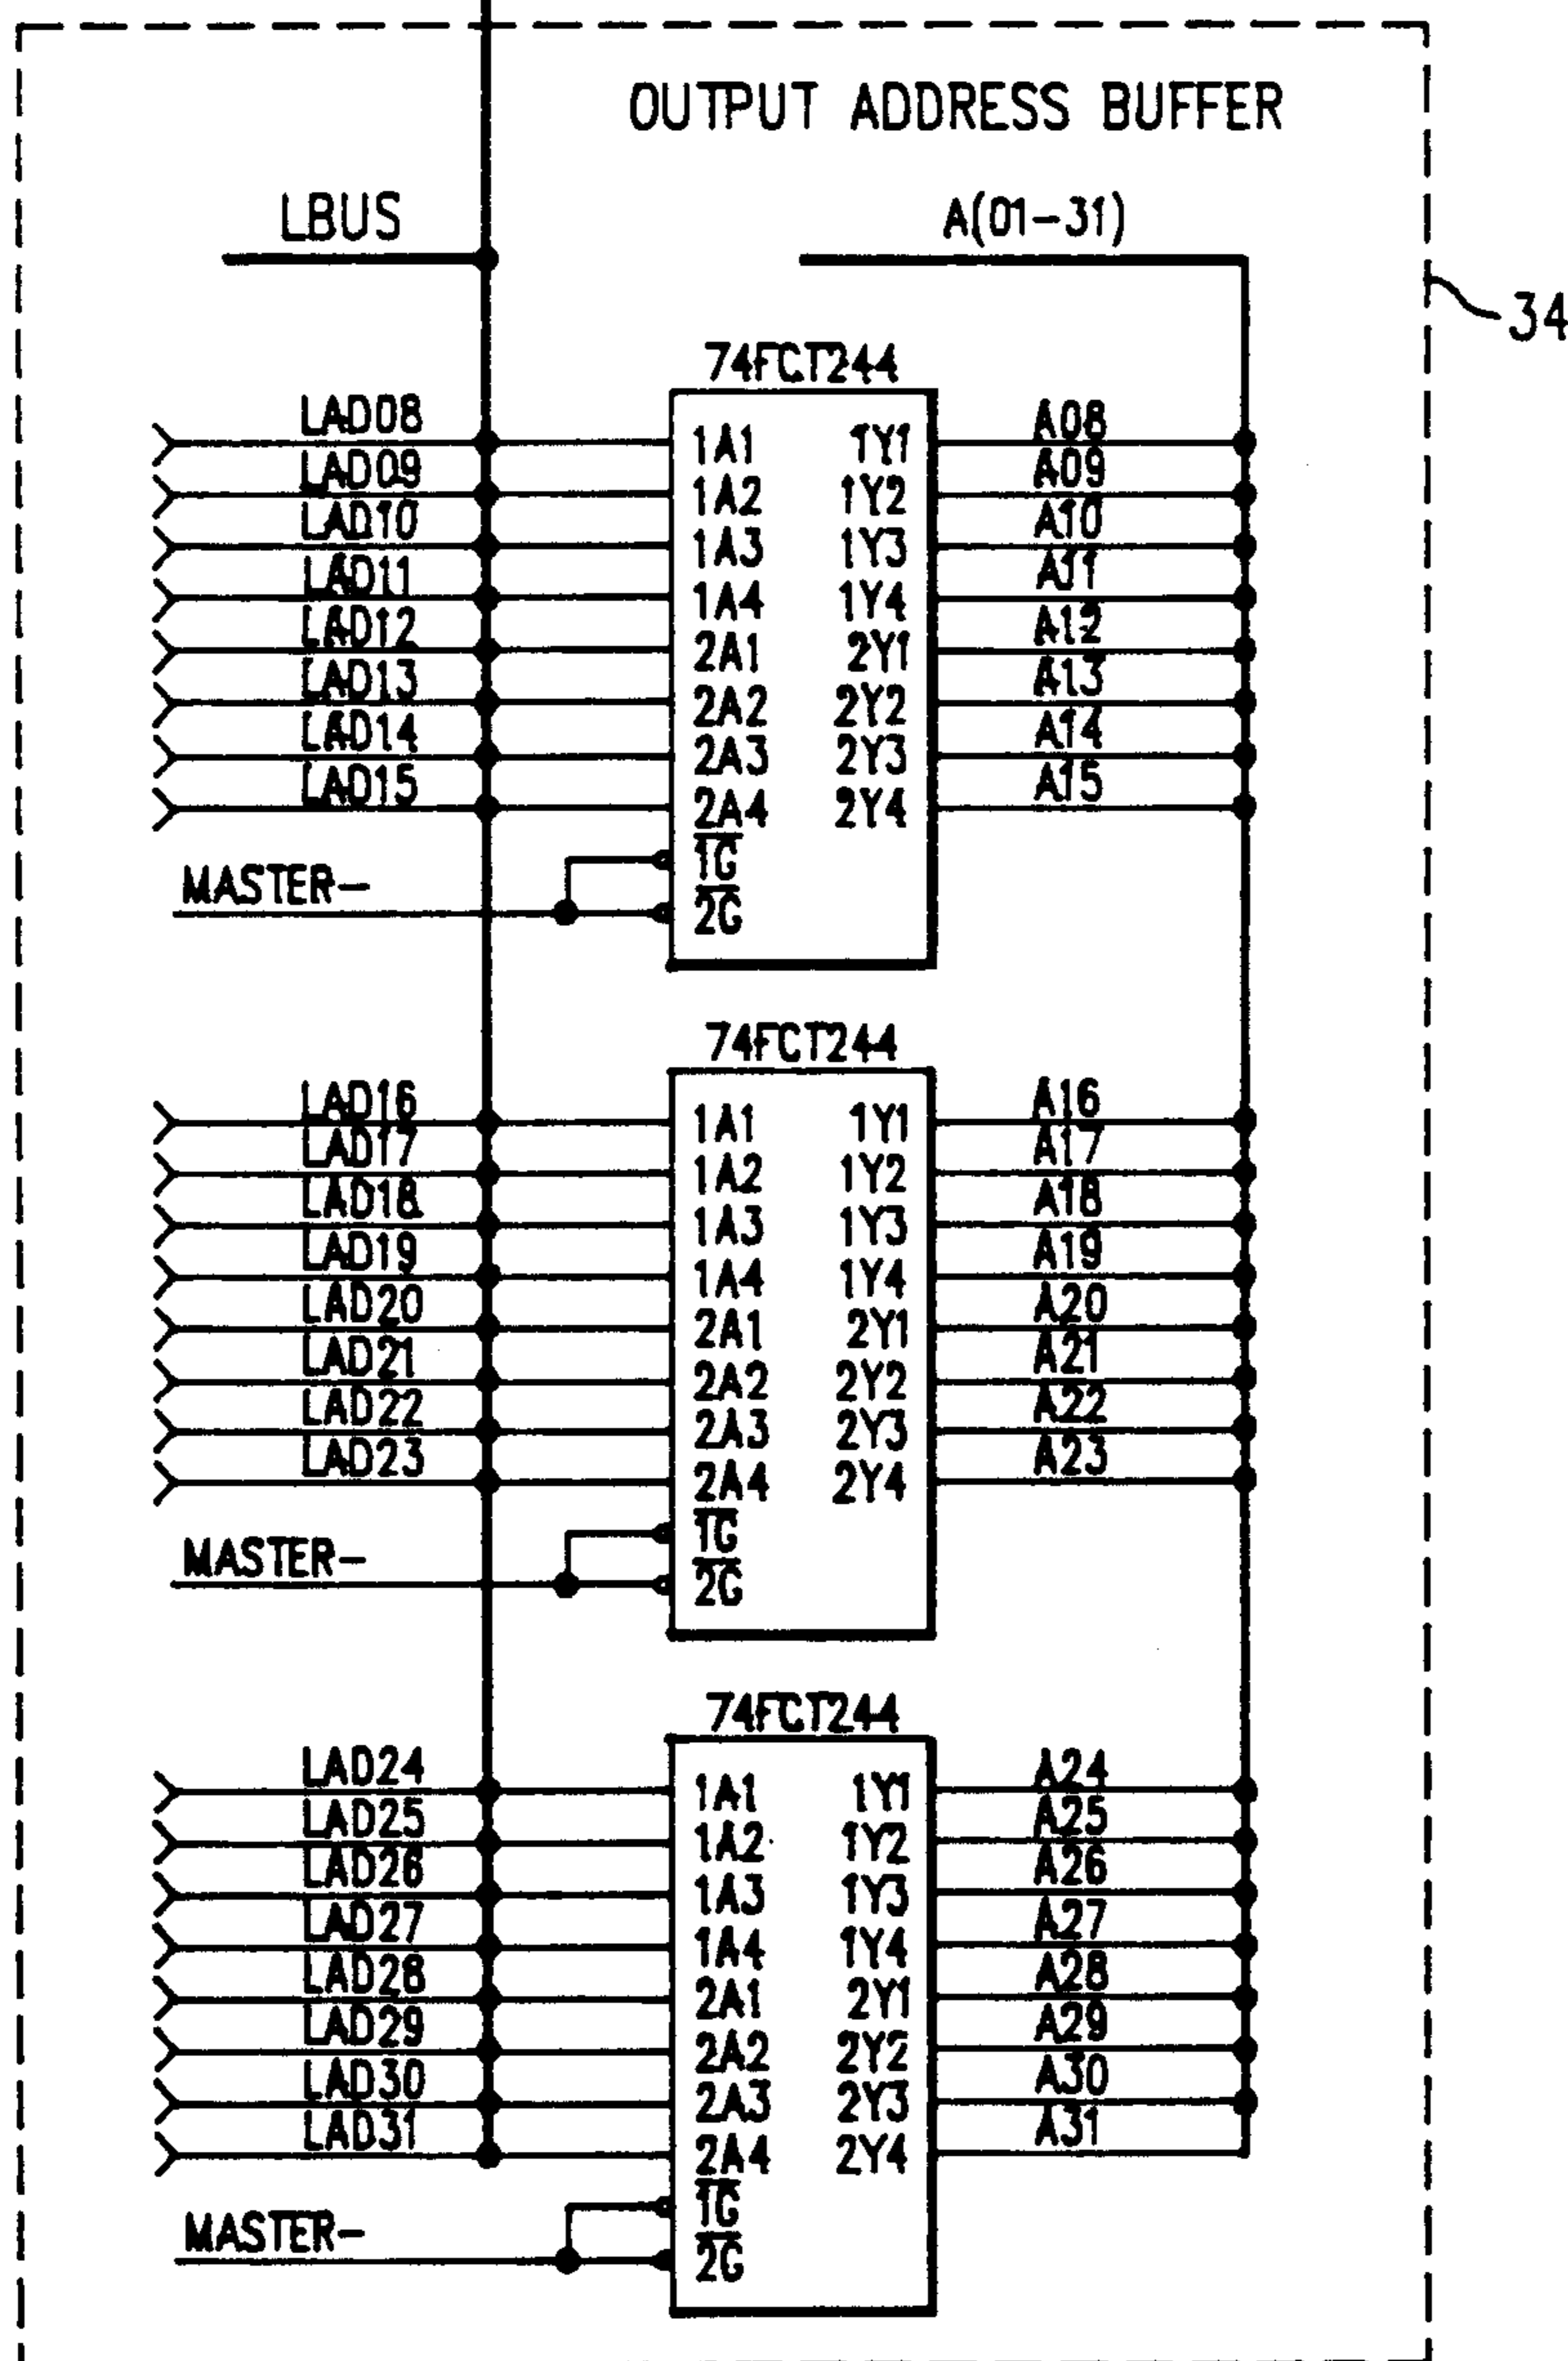 OUTPUT ADDRESS BUFFER
LBUS A(01-31)
34
74FCT244
LAD08 1A1 1Y1 A08
LAD09 1A2 1Y2 A09
LAD10 1A3 1Y3 A10
LAD11 1A4 1Y4 A11
LAD12 2A1 2Y1 A12
LAD13 2A2 2Y2 A13
LAD14 2A3 2Y3 A14
LAD15 2A4 2Y4 A15
1G
MASTER- 2G
74FCT244
LAD16 1A1 1Y1 A16
LAD17 1A2 1Y2 A17
LAD18 1A3 1Y3 A18
LAD19 1A4 1Y4 A19
LAD20 2A1 2Y1 A20
LAD21 2A2 2Y2 A21
LAD22 2A3 2Y3 A22
LAD23 2A4 2Y4 A23
1G
MASTER- 2G
74FCT244
LAD24 1A1 1Y1 A24
LAD25 1A2 1Y2 A25
LAD26 1A3 1Y3 A26
LAD27 1A4 1Y4 A27
LAD28 2A1 2Y1 A28
LAD29 2A2 2Y2 A29
LAD30 2A3 2Y3 A30
LAD31 2A4 2Y4 A31
1G
MASTER- 2G